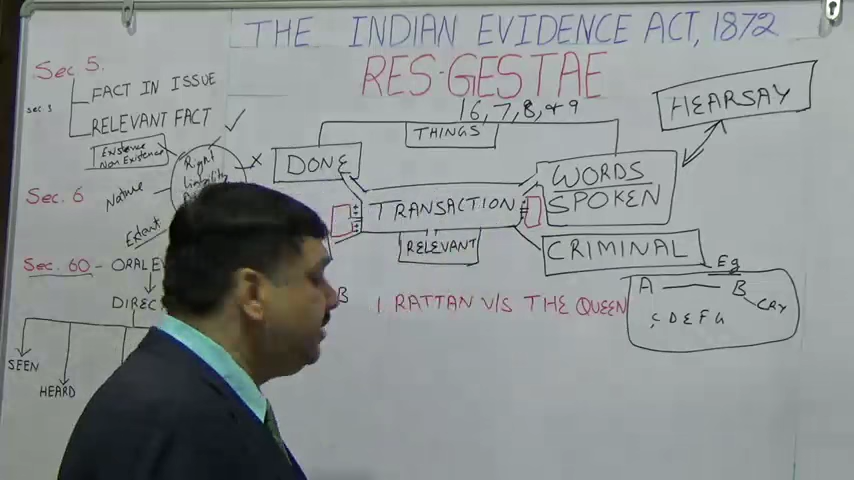 THE INDIAN EVIDENCE ACT, 1872
RES-GESTAE
Sec 5.
FACT IN ISSUE
Sec 3
RELEVANT FACT
Existence
Non Existence
Right
Liability
Nature
Extent
Sec. 6
Sec. 60 - ORAL EV
DIREC
SEEN
HEARD
16, 7, 8, & 9
THINGS
HEARSAY
DONE
WORDS
SPOKEN
TRANSACTION
RELEVANT
CRIMINAL
Eg
A B
CRY
C D E F G
B
1 RATTAN V/S THE QUEEN